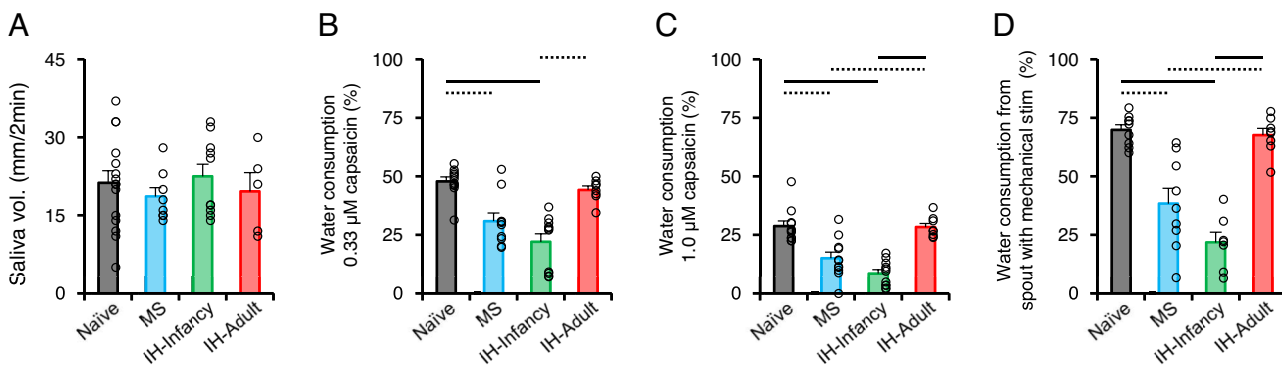 A
Saliva vol. (mm/2min)
45
30
15
0
Naïve
MS
IH-Infancy
IH-Adult
B
Water consumption
0.33 µM capsaicin (%)
100
75
50
25
0
Naïve
MS
IH-Infancy
IH-Adult
C
Water consumption
1.0 µM capsaicin (%)
100
75
50
25
0
Naïve
MS
IH-Infancy
IH-Adult
D
Water consumption from
spout with mechanical stim (%)
100
75
50
25
0
Naïve
MS
IH-Infancy
IH-Adult